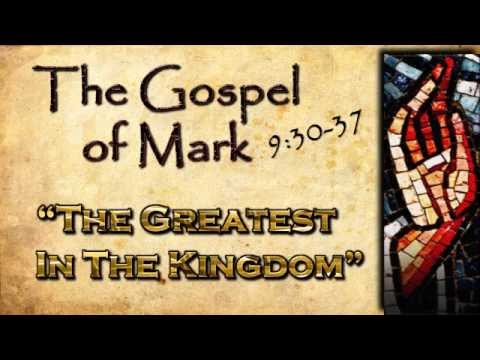 The Gospel
of Mark 9:30-37
“The Greatest
In The Kingdom”